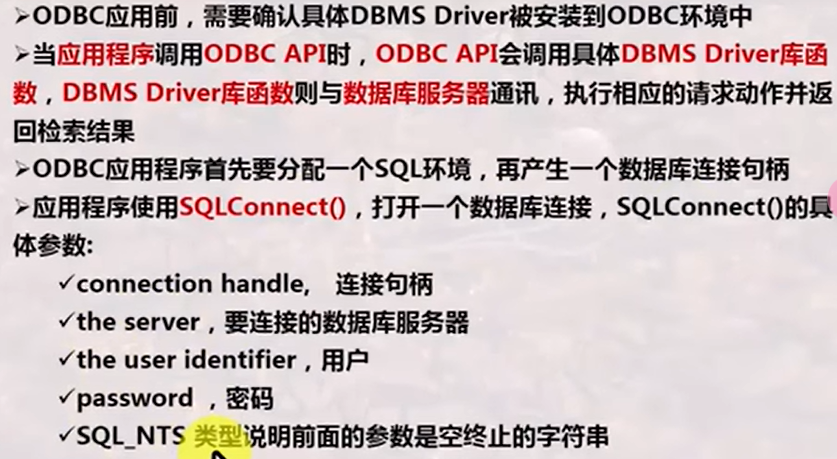 ➢ODBC应用前，需要确认具体DBMS Driver被安装到ODBC环境中
➢当应用程序调用ODBC API时，ODBC API会调用具体DBMS Driver库函
数，DBMS Driver库函数则与数据库服务器通讯，执行相应的请求动作并返
回检索结果
➢ODBC应用程序首先要分配一个SQL环境，再产生一个数据库连接句柄
➢应用程序使用SQLConnect()，打开一个数据库连接，SQLConnect()的具
体参数:
✓connection handle, 连接句柄
✓the server，要连接的数据库服务器
✓the user identifier，用户
✓password ，密码
✓SQL_NTS 类型说明前面的参数是空终止的字符串